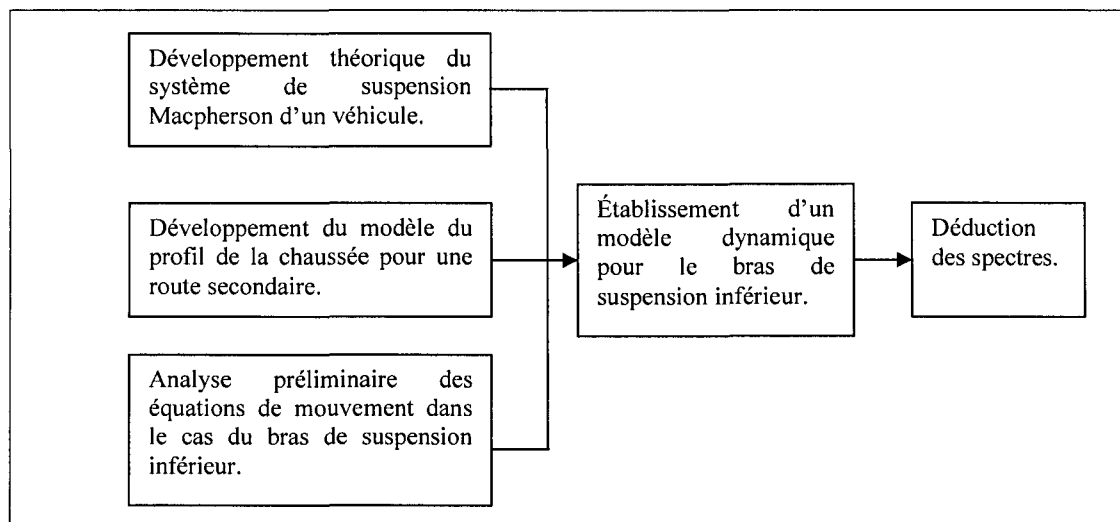 Développement théorique du
système de suspension
Macpherson d'un véhicule.
Développement du modèle du
profil de la chaussée pour une
route secondaire.
Analyse préliminaire des
équations de mouvement dans
le cas du bras de suspension
inférieur.
Établissement d'un
modèle dynamique
pour le bras de
suspension inférieur.
Déduction
des spectres.